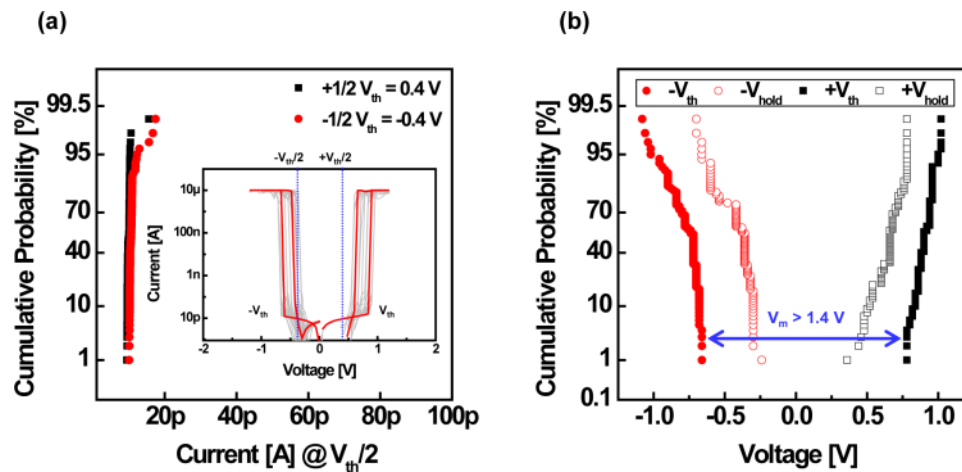 (a)
Cumulative Probability [%]
99.5
95
70
40
10
1
+1/2 V_th = 0.4 V
-1/2 V_th = -0.4 V
-V_th/2 +V_th/2
Current [A]
10µ
100n
1n
10p
-V_th
V_th
-2 -1 0 1 2
Voltage [V]
20p 40p 60p 80p 100p
Current [A] @ V_th/2
(b)
Cumulative Probability [%]
-V_th -V_hold +V_th +V_hold
99.5
95
70
40
10
1
0.1
V_m > 1.4 V
-1.0 -0.5 0.0 0.5 1.0
Voltage [V]